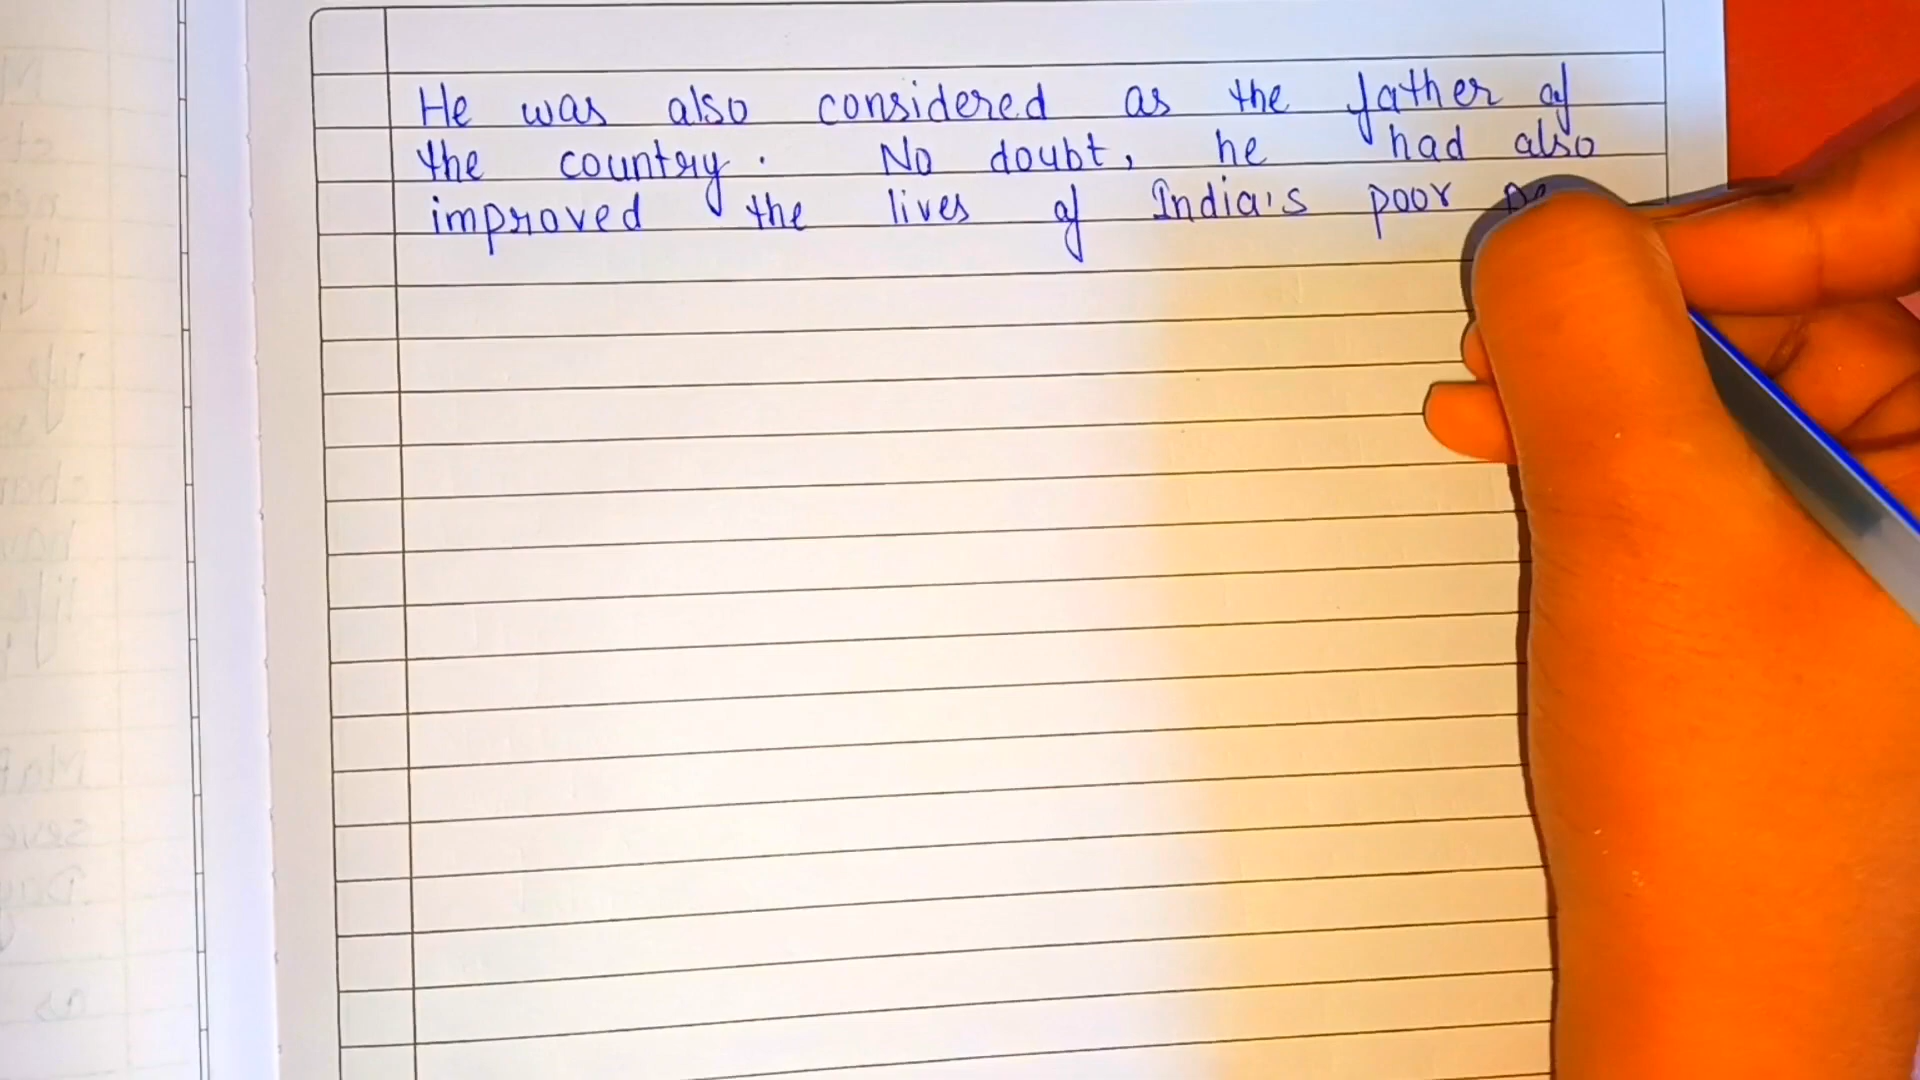 He was also considered as the father of
the country. No doubt, he had also
improved the lives of India's poor